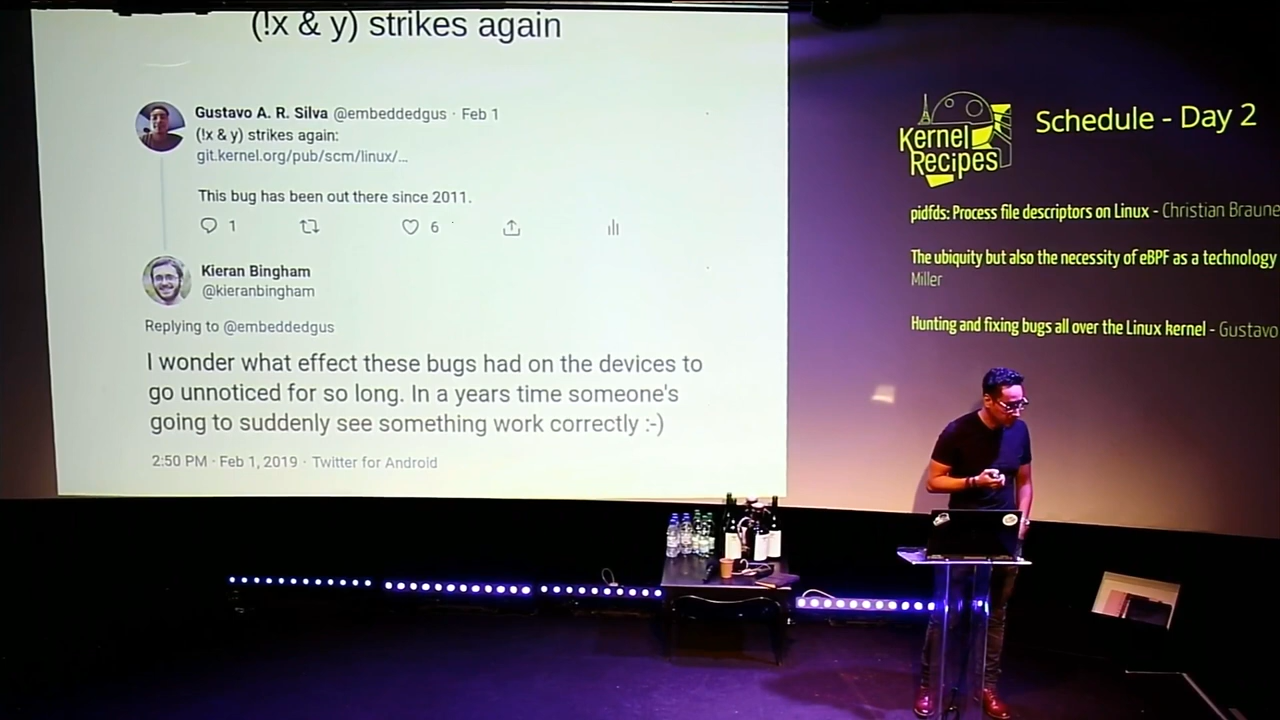 (!x & y) strikes again
Gustavo A. R. Silva @embeddedgus · Feb 1
(!x & y) strikes again:
git.kernel.org/pub/scm/linux/...
This bug has been out there since 2011.
1
6
Kieran Bingham
@kieranbingham
Replying to @embeddedgus
I wonder what effect these bugs had on the devices to
go unnoticed for so long. In a years time someone's
going to suddenly see something work correctly :-)
2:50 PM · Feb 1, 2019 · Twitter for Android
Kernel
Recipes
Schedule - Day 2
pidfds: Process file descriptors on Linux - Christian Braune
The ubiquity but also the necessity of eBPF as a technology
Miller
Hunting and fixing bugs all over the Linux kernel - Gustavo